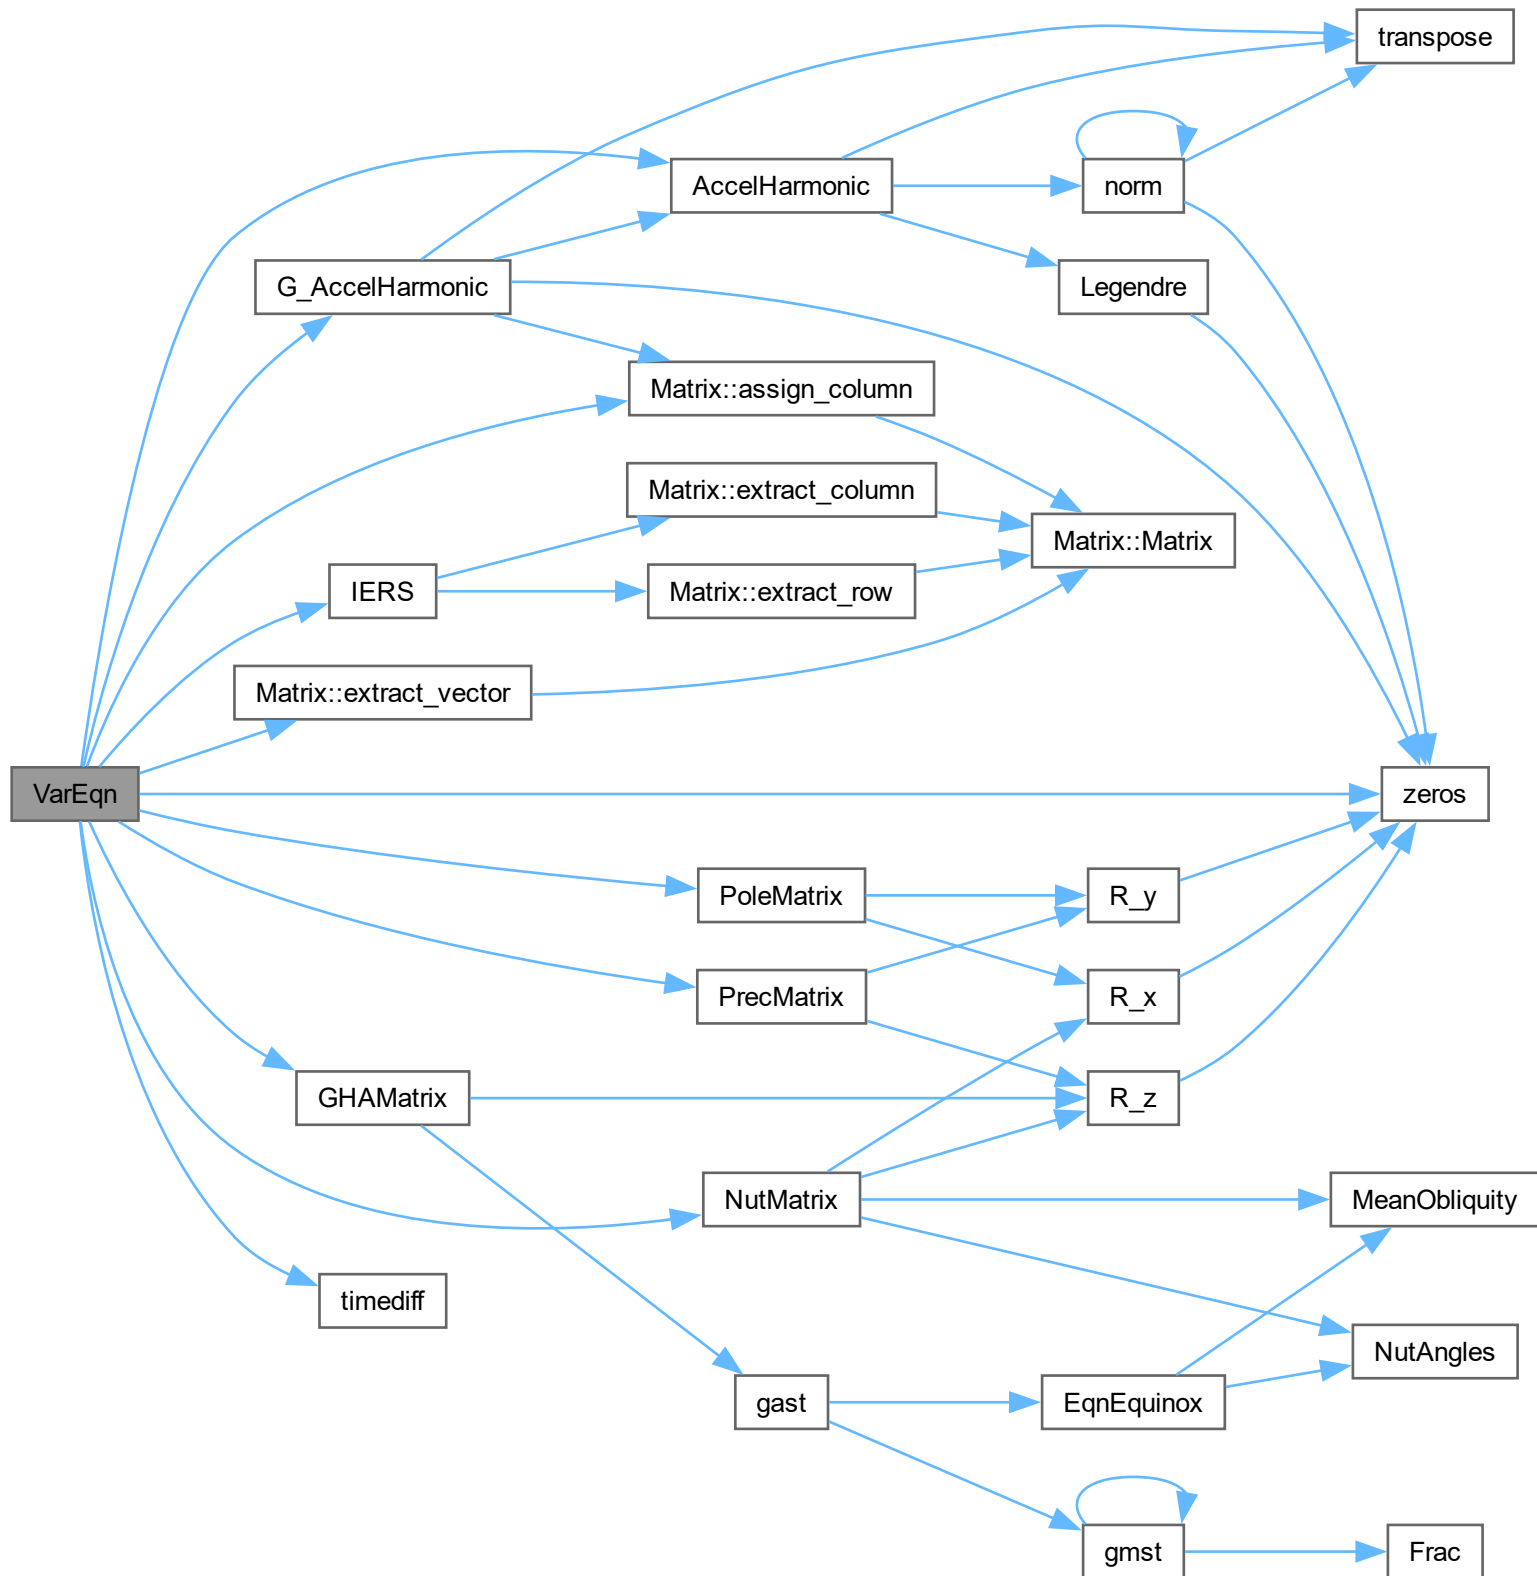 transpose
AccelHarmonic
norm
G_AccelHarmonic
Legendre
Matrix::assign_column
Matrix::extract_column
Matrix::Matrix
IERS
Matrix::extract_row
Matrix::extract_vector
VarEqn
zeros
PoleMatrix
R_y
PrecMatrix
R_x
GHAMatrix
R_z
NutMatrix
MeanObliquity
timediff
NutAngles
gast
EqnEquinox
gmst
Frac